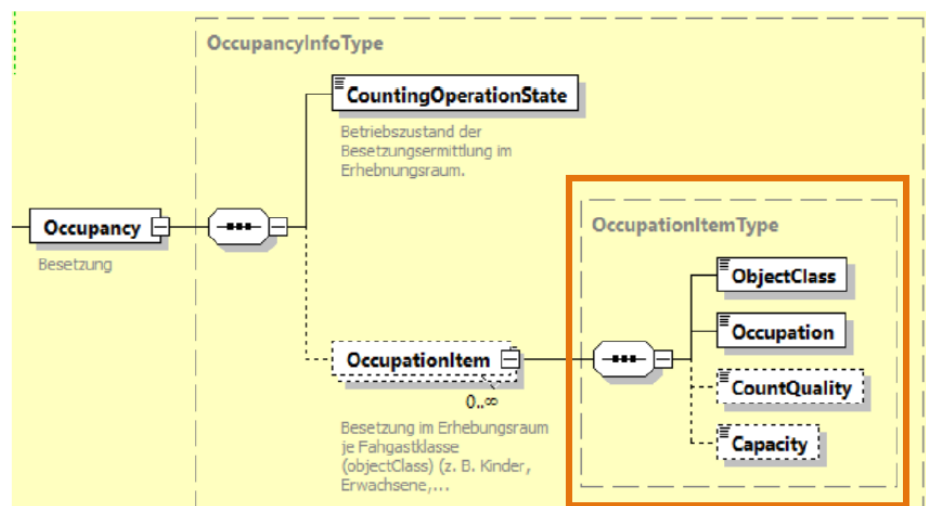 OccupancyInfoType
CountingOperationState
Betriebszustand der
Besetzungsermittlung im
Erhebnungsraum.
Occupancy
Besetzung
OccupationItemType
ObjectClass
Occupation
OccupationItem
CountQuality
0..∞
Capacity
Besetzung im Erhebungsraum
je Fahgastklasse
(objectClass) (z. B. Kinder,
Erwachsene,...